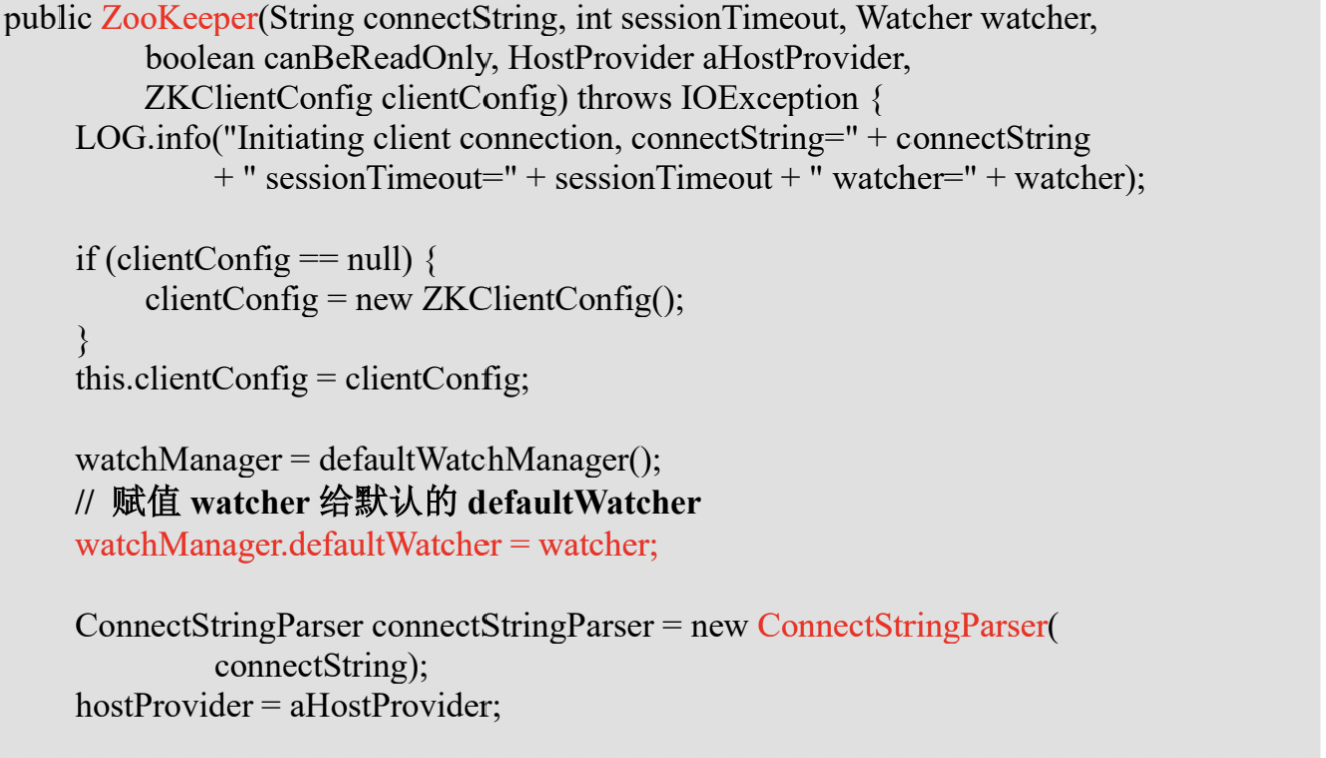 public ZooKeeper(String connectString, int sessionTimeout, Watcher watcher,
boolean canBeReadOnly, HostProvider aHostProvider,
ZKClientConfig clientConfig) throws IOException {
LOG.info("Initiating client connection, connectString=" + connectString
+ " sessionTimeout=" + sessionTimeout + " watcher=" + watcher);
if (clientConfig == null) {
clientConfig = new ZKClientConfig();
}
this.clientConfig = clientConfig;
watchManager = defaultWatchManager();
// 赋值 watcher 给默认的 defaultWatcher
watchManager.defaultWatcher = watcher;
ConnectStringParser connectStringParser = new ConnectStringParser(
connectString);
hostProvider = aHostProvider;